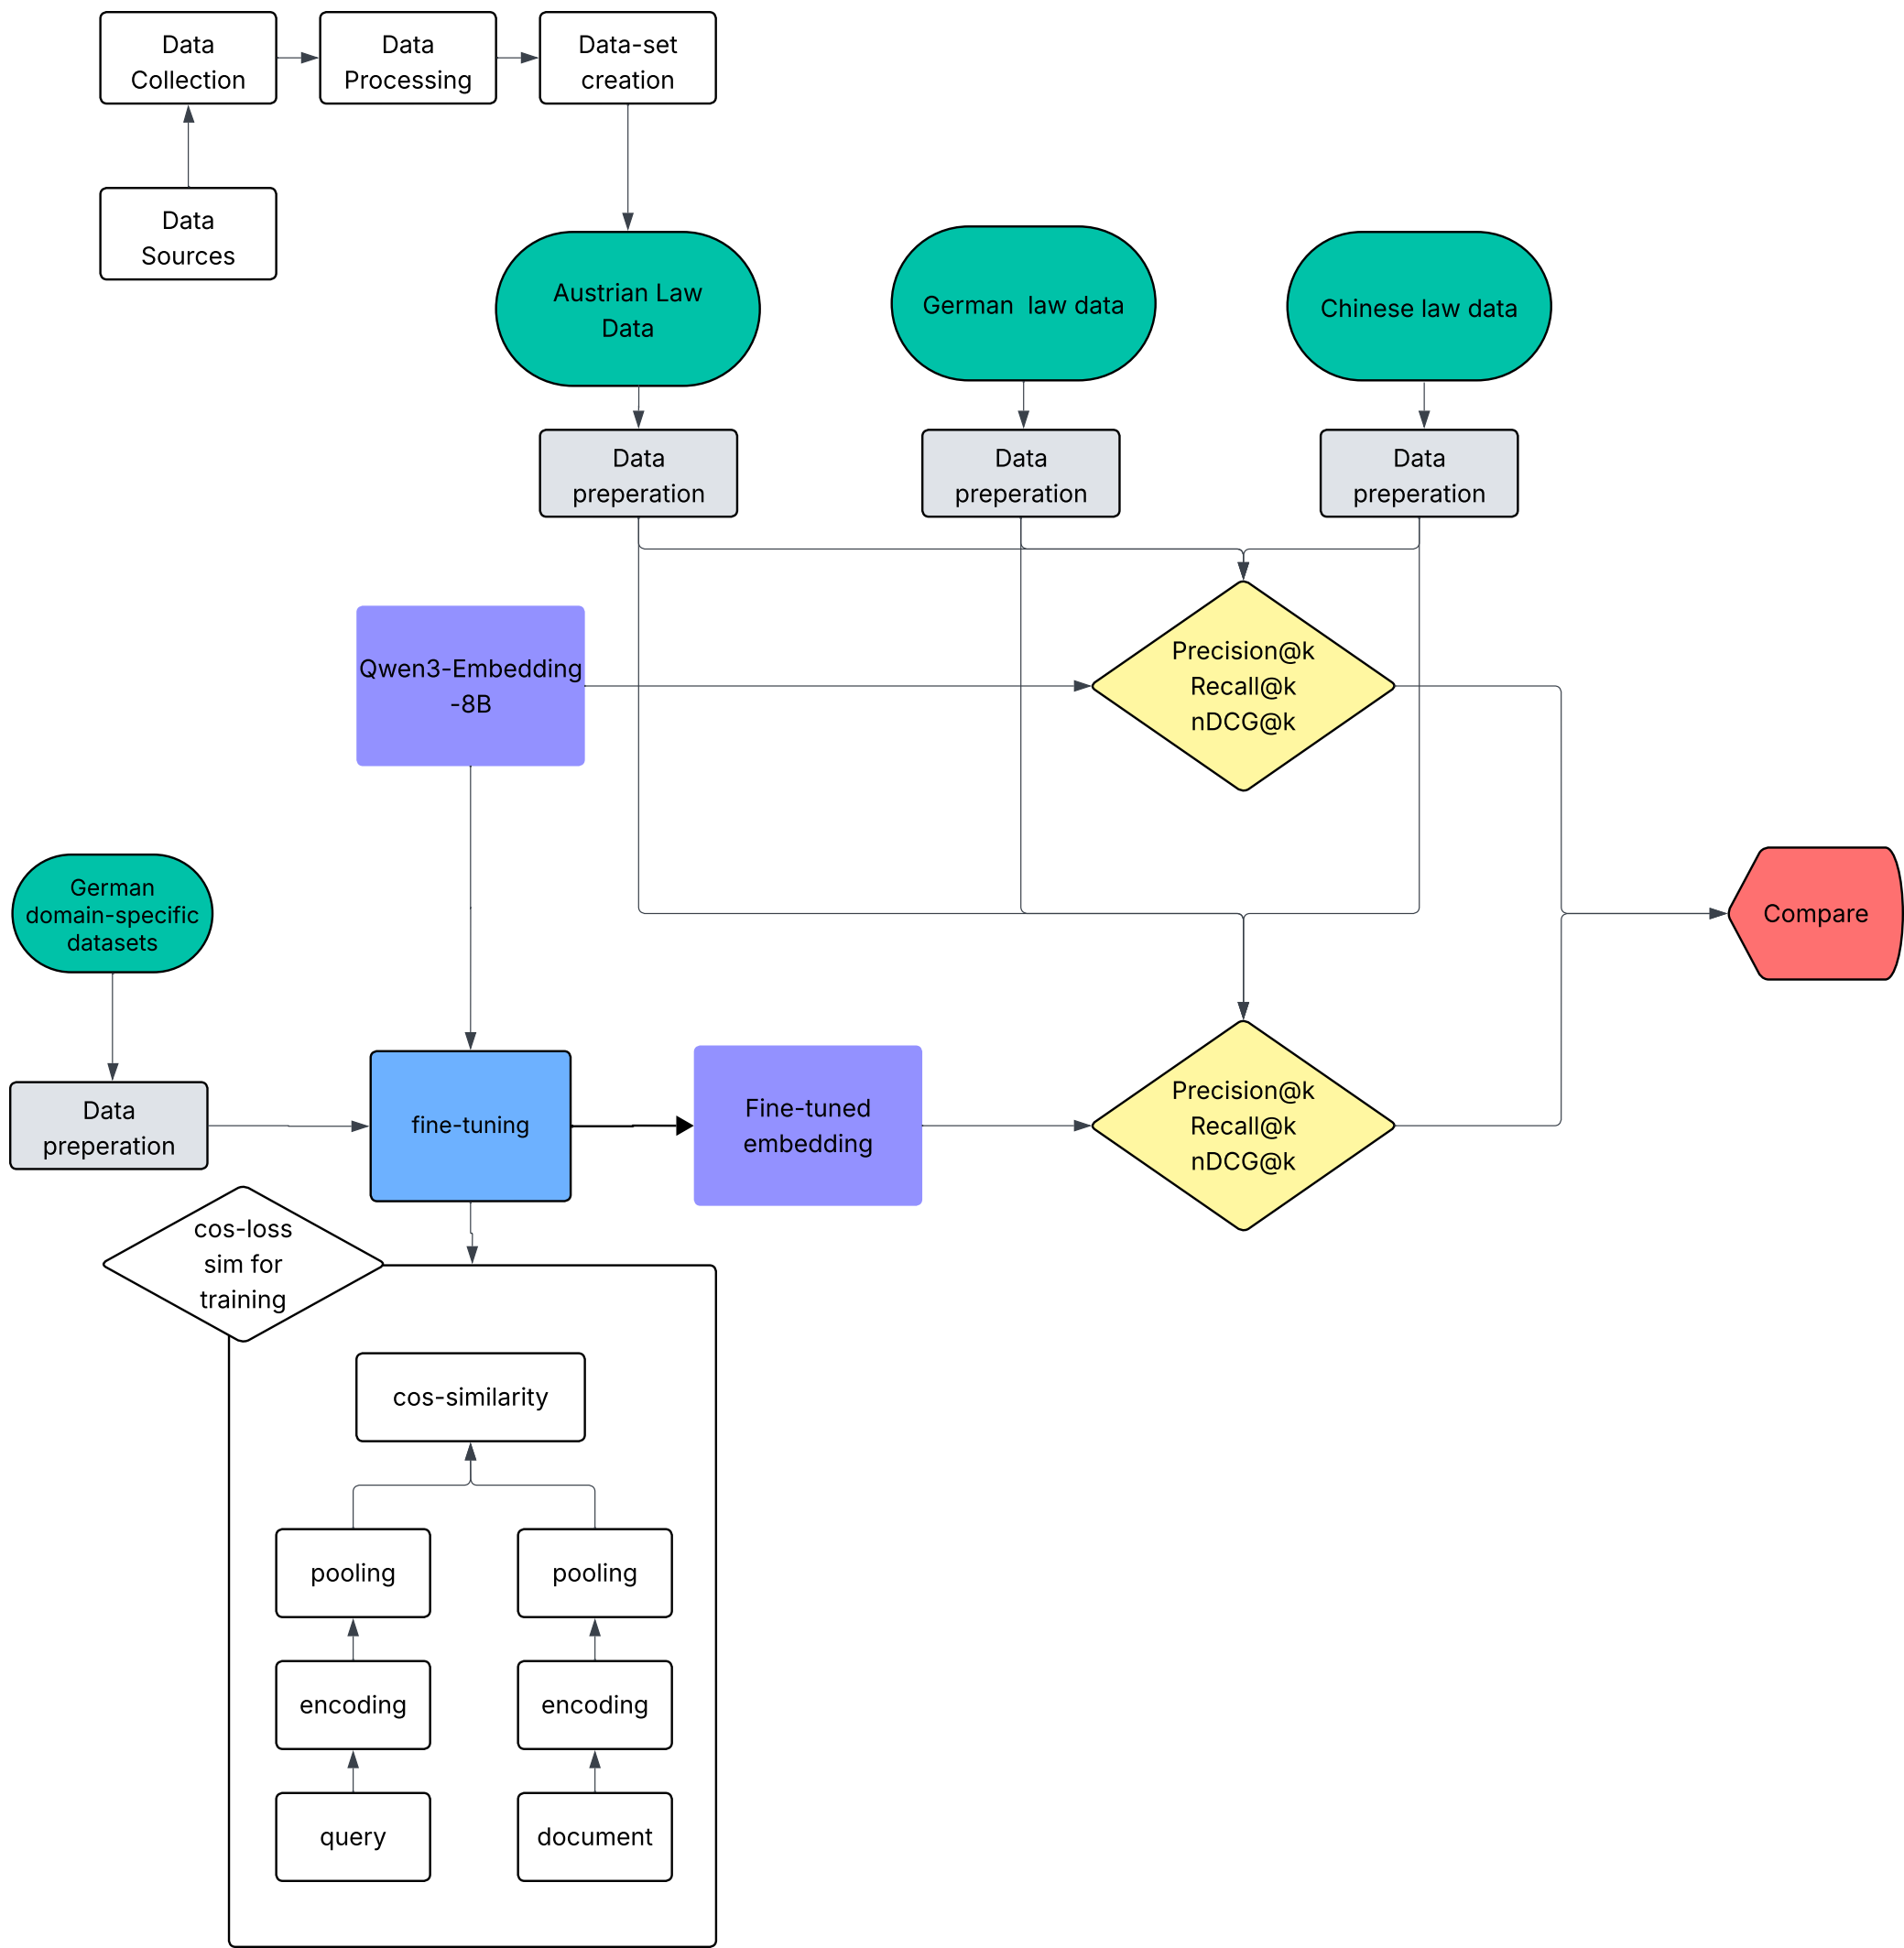 Data
Collection
Data
Processing
Data-set
creation
Data
Sources
Austrian Law
Data
German  law data
Chinese law data
Data
preperation
Data
preperation
Data
preperation
Qwen3-Embedding
-8B
Precision@k
Recall@k
nDCG@k
German
domain-specific
datasets
Compare
Data
preperation
fine-tuning
Fine-tuned
embedding
Precision@k
Recall@k
nDCG@k
cos-loss
sim for
training
cos-similarity
pooling
pooling
encoding
encoding
query
document